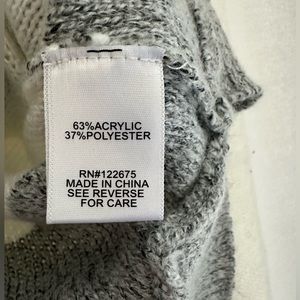 63%ACRYLIC
37%POLYESTER
RN#122675
MADE IN CHINA
SEE REVERSE
FOR CARE